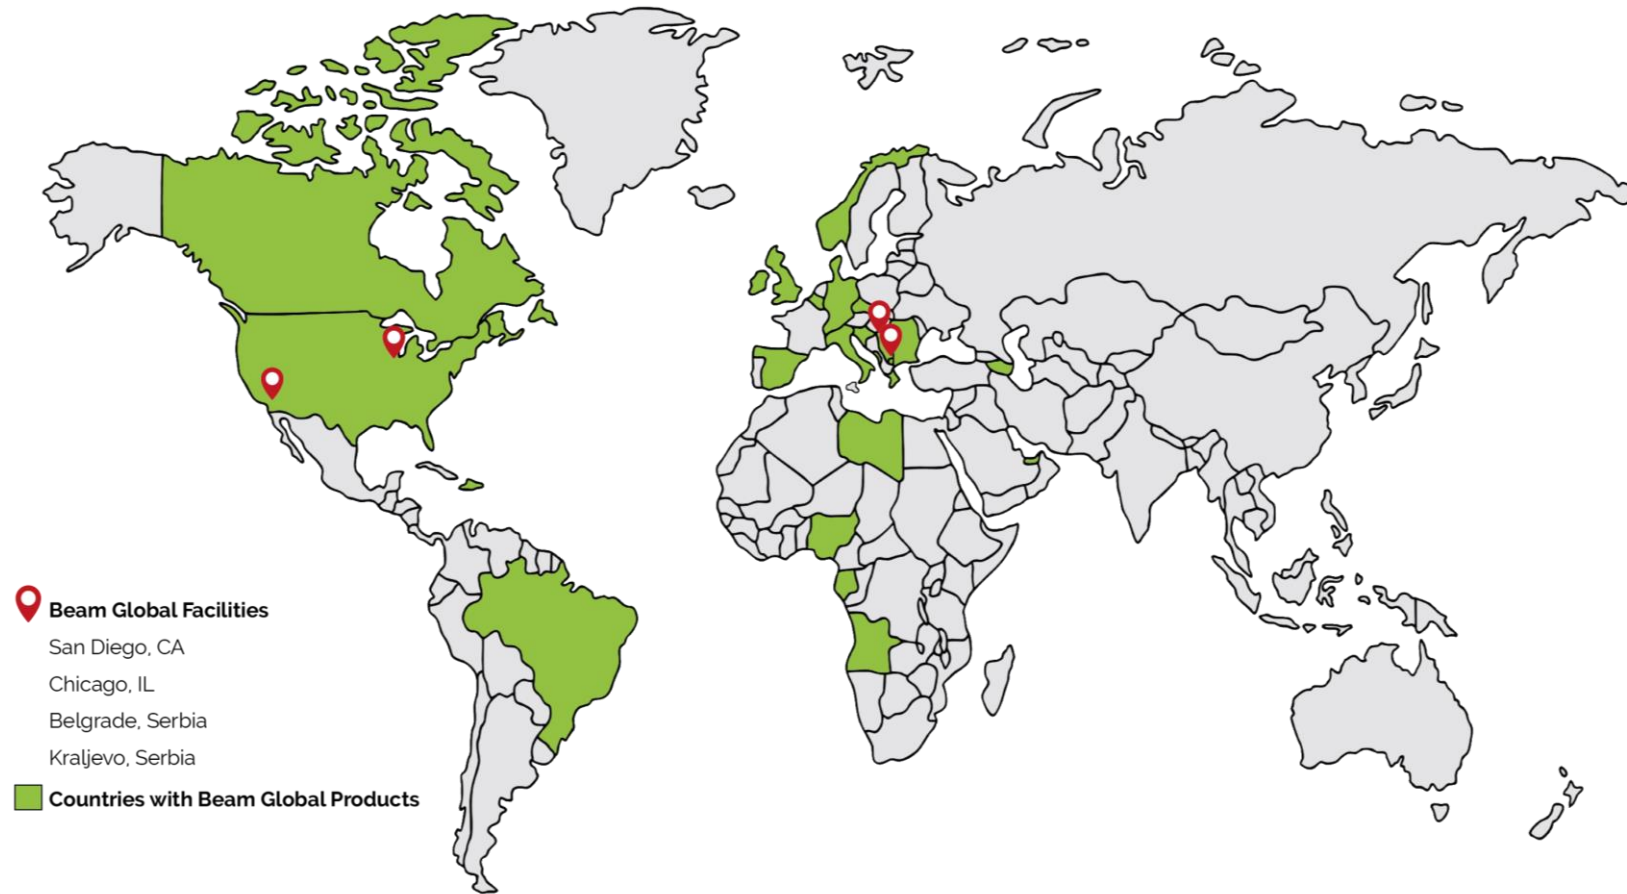 Beam Global Facilities
San Diego, CA
Chicago, IL
Belgrade, Serbia
Kraljevo, Serbia
Countries with Beam Global Products